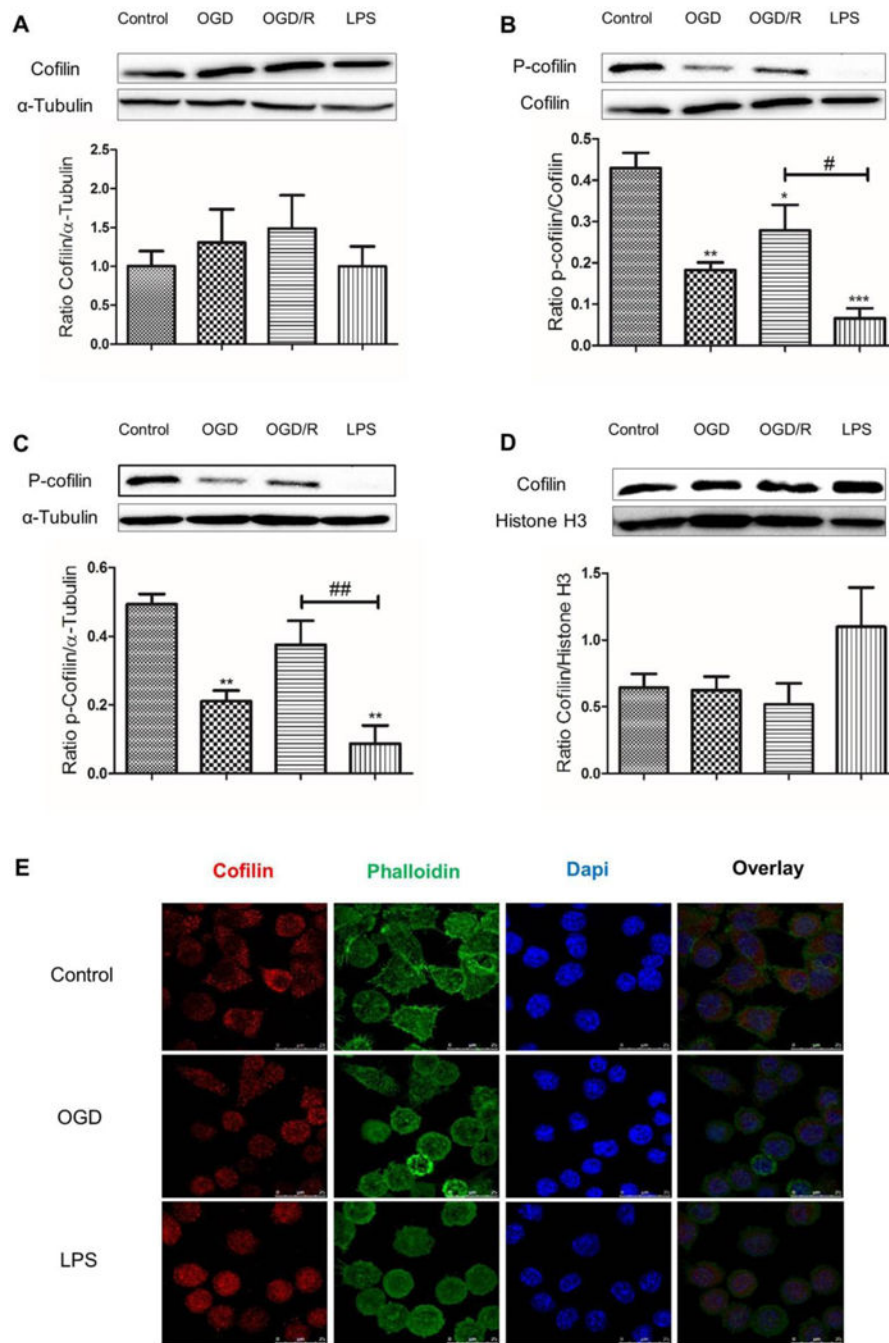 A
Control OGD OGD/R LPS
Cofilin
α-Tubulin
Ratio Cofilin/α-Tubulin
2.5
2.0
1.5
1.0
0.5
0.0
B
Control OGD OGD/R LPS
P-cofilin
Cofilin
Ratio p-cofilin/Cofilin
0.5
0.4
0.3
0.2
0.1
0.0
**
*
#
***
C
Control OGD OGD/R LPS
P-cofilin
α-Tubulin
Ratio p-Cofilin/α-Tubulin
0.6
0.4
0.2
0.0
**
##
**
D
Control OGD OGD/R LPS
Cofilin
Histone H3
Ratio Cofilin/Histone H3
1.5
1.0
0.5
0.0
E
Cofilin Phalloidin Dapi Overlay
Control
OGD
LPS